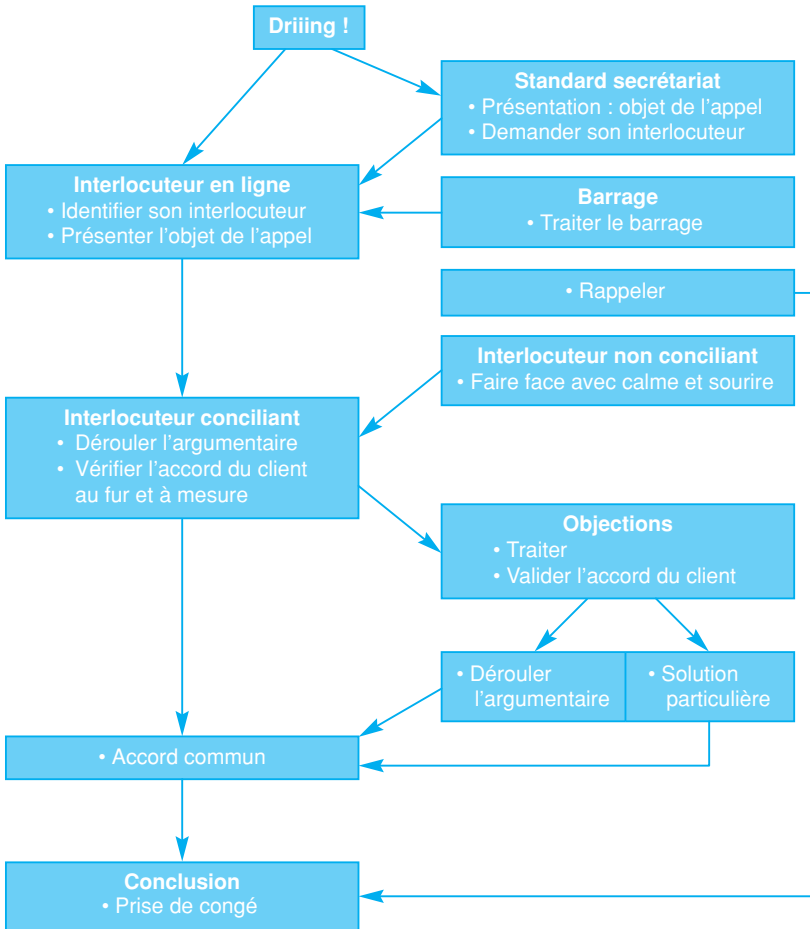 Driiing !
Standard secrétariat
• Présentation : objet de l'appel
• Demander son interlocuteur
Interlocuteur en ligne
• Identifier son interlocuteur
• Présenter l'objet de l'appel
Barrage
• Traiter le barrage
• Rappeler
Interlocuteur non conciliant
• Faire face avec calme et sourire
Interlocuteur conciliant
• Dérouler l'argumentaire
• Vérifier l'accord du client
au fur et à mesure
Objections
• Traiter
• Valider l'accord du client
• Dérouler
l'argumentaire
• Solution
particulière
• Accord commun
Conclusion
• Prise de congé